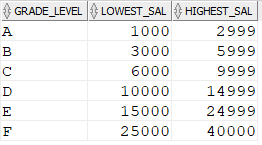 GRADE_LEVEL LOWEST_SAL HIGHEST_SAL
A 1000 2999
B 3000 5999
C 6000 9999
D 10000 14999
E 15000 24999
F 25000 40000